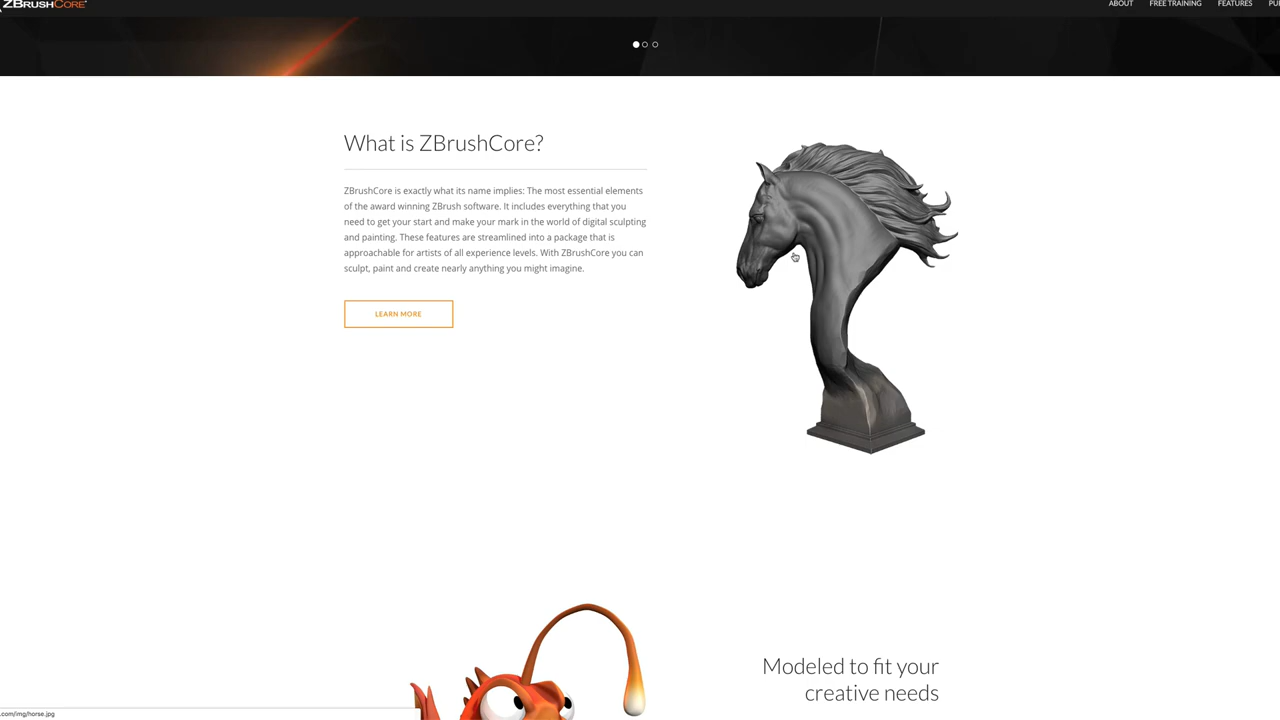 ZBRUSHCORE
ABOUT FREE TRAINING FEATURES
What is ZBrushCore?
ZBrushCore is exactly what its name implies: The most essential elements
of the award winning ZBrush software. It includes everything that you
need to get your start and make your mark in the world of digital sculpting
and painting. These features are streamlined into a package that is
approachable for artists of all experience levels. With ZBrushCore you can
sculpt, paint and create nearly anything you might imagine.
LEARN MORE
Modeled to fit your
creative needs
.com/img/horse.jpg